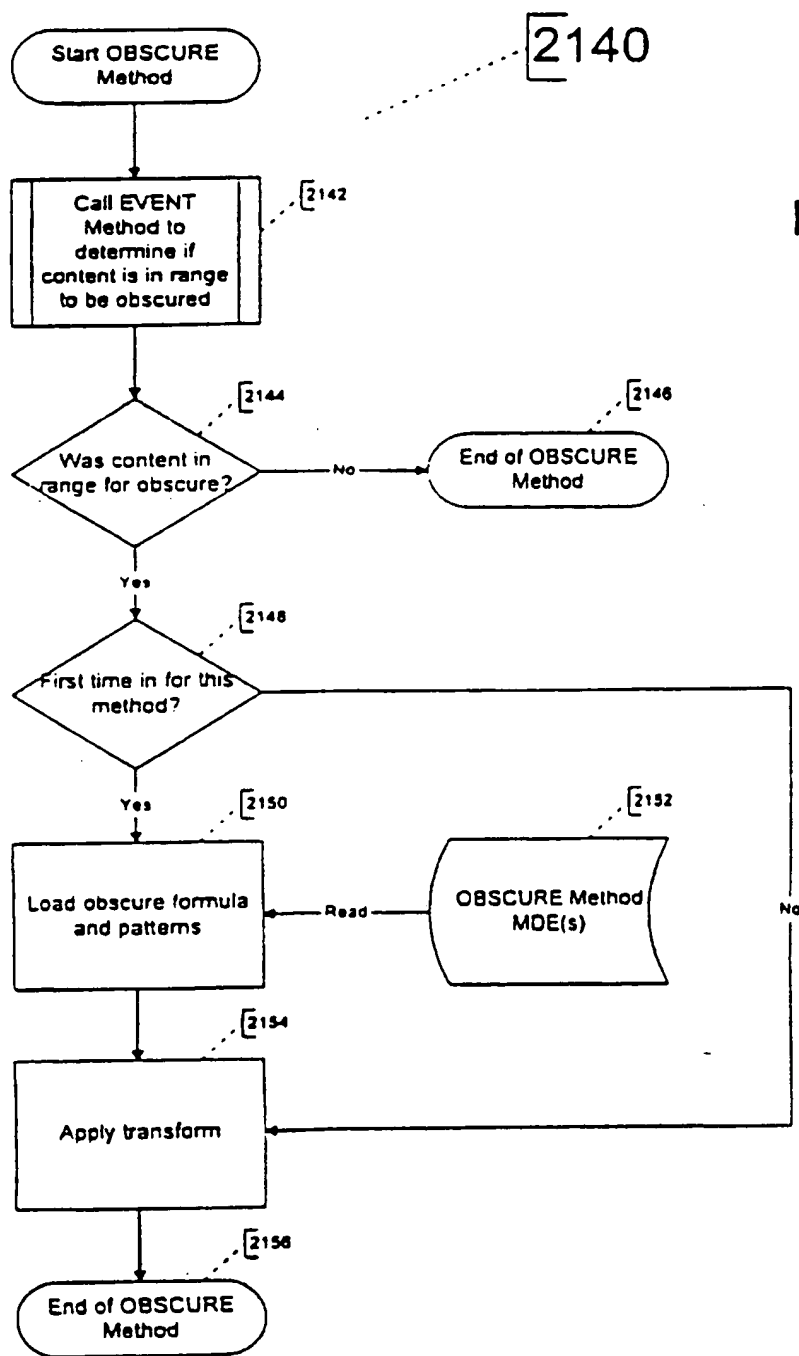 2140
Start OBSCURE
Method
2142
Call EVENT
Method to
determine if
content is in range
to be obscured
2144
Was content in
range for obscure?
No
2146
End of OBSCURE
Method
Yes
2148
First time in for this
method?
No
Yes
2150
Load obscure formula
and patterns
Read
2152
OBSCURE Method
MDE(s)
2154
Apply transform
2156
End of OBSCURE
Method